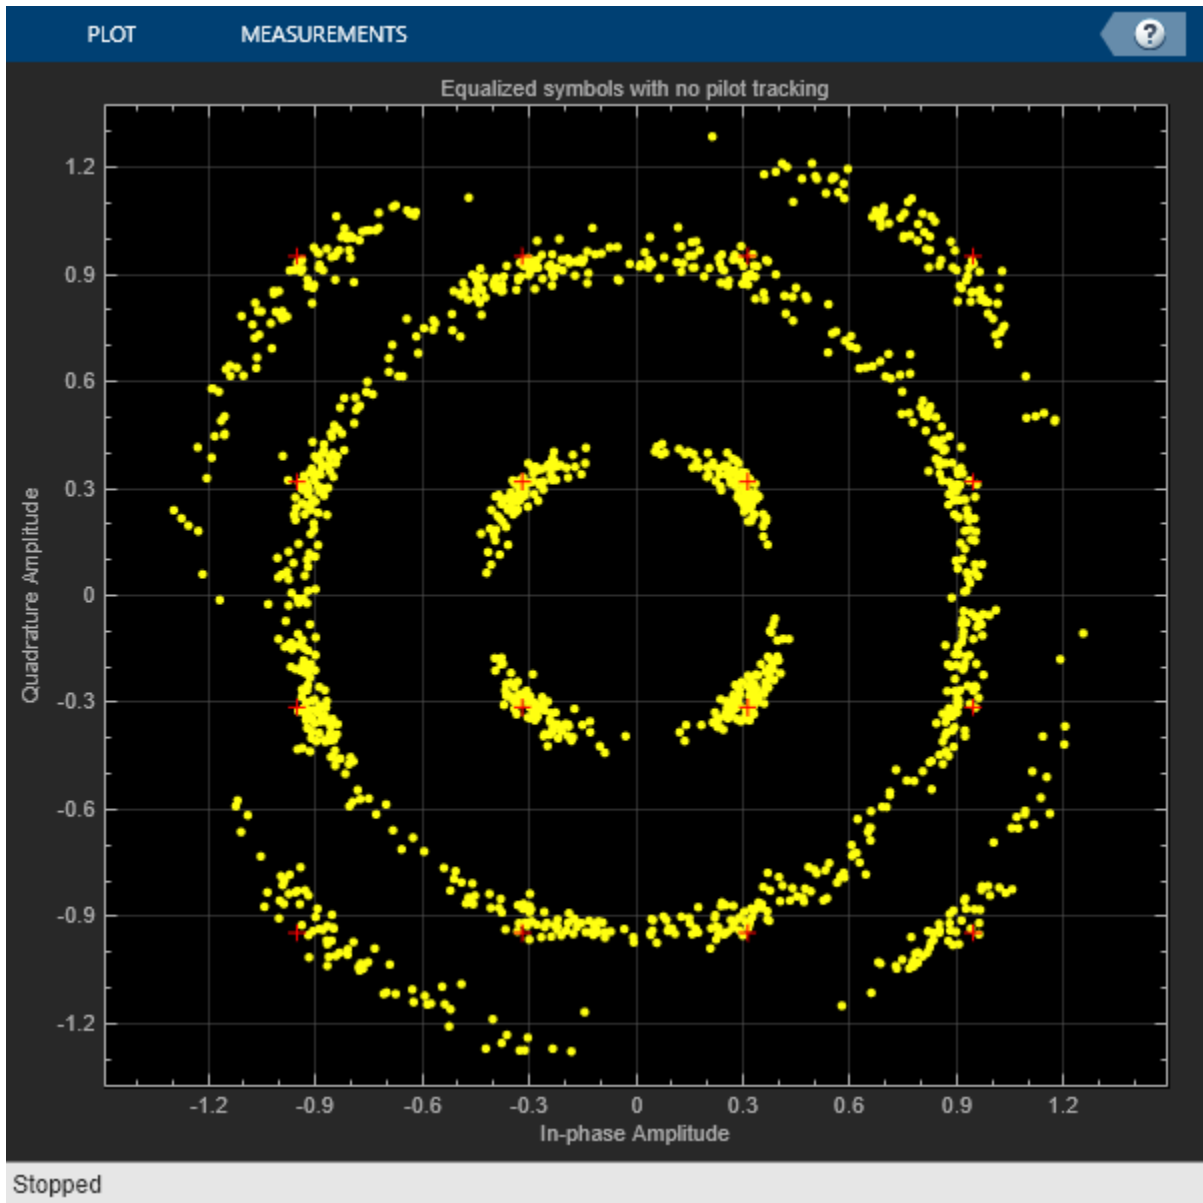 PLOT MEASUREMENTS ?
Equalized symbols with no pilot tracking
1.2
0.9
0.6
0.3
0
-0.3
-0.6
-0.9
-1.2
Quadrature Amplitude
-1.2 -0.9 -0.6 -0.3 0 0.3 0.6 0.9 1.2
In-phase Amplitude
Stopped